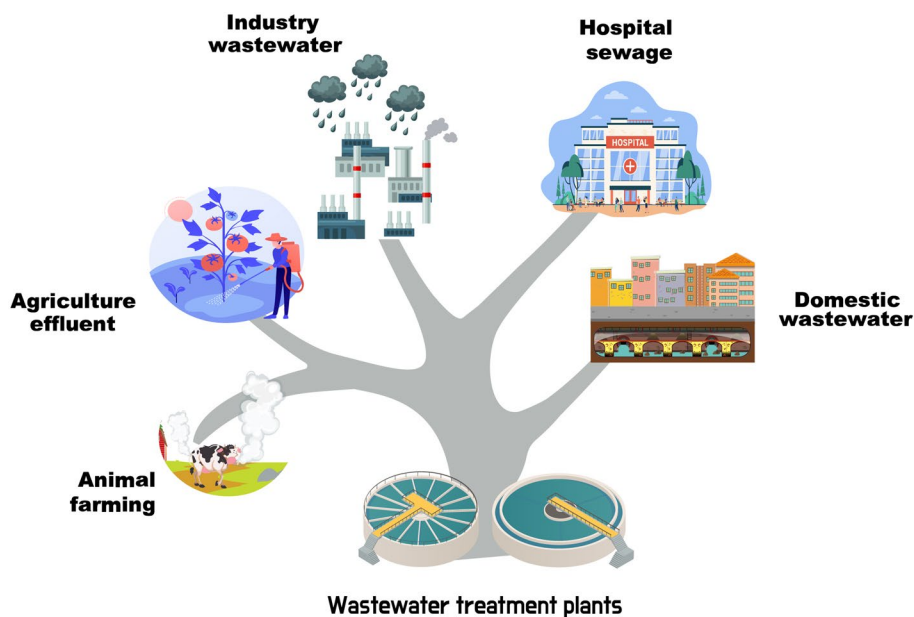 Industry
wastewater
Hospital
sewage
HOSPITAL
Agriculture
effluent
Domestic
wastewater
Animal
farming
Wastewater treatment plants